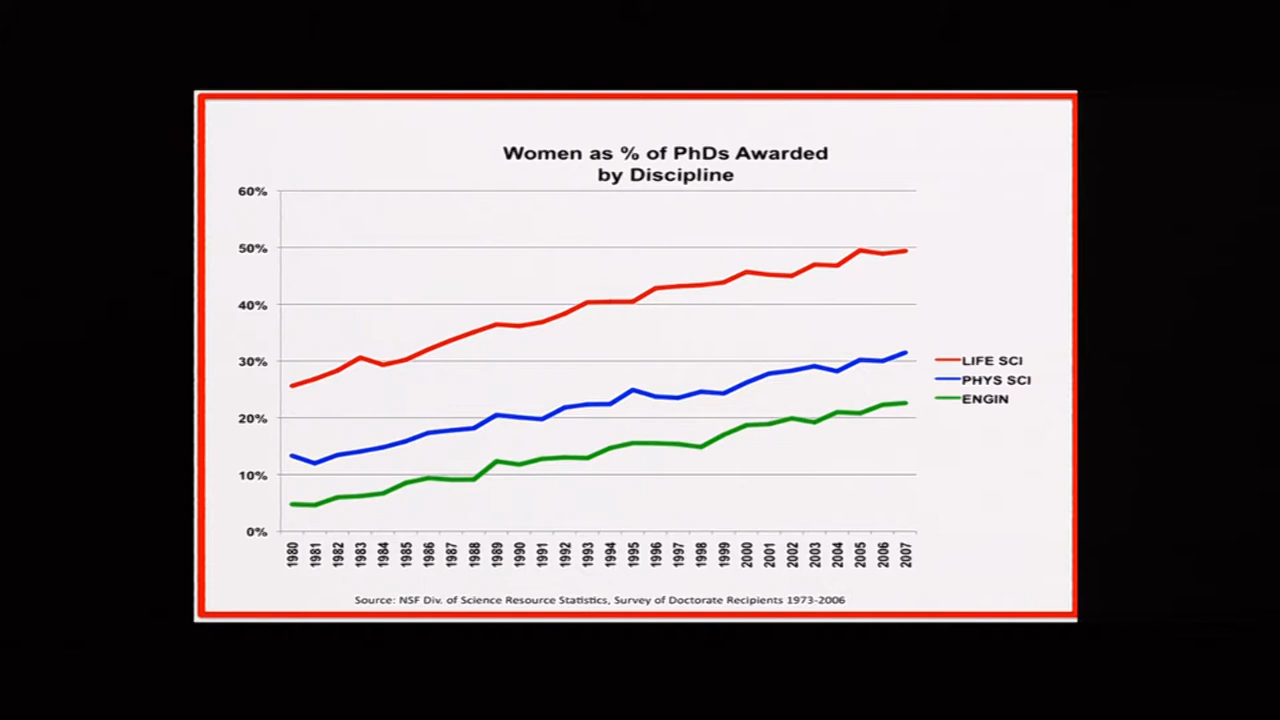 Women as % of PhDs Awarded
by Discipline
60%
50%
40%
30%
20%
10%
0%
1980 1981 1982 1983 1984 1985 1986 1987 1988 1989 1990 1991 1992 1993 1994 1995 1996 1997 1998 1999 2000 2001 2002 2003 2004 2005 2006 2007
LIFE SCI
PHYS SCI
ENGIN
Source: NSF Div. of Science Resource Statistics, Survey of Doctorate Recipients 1973-2006